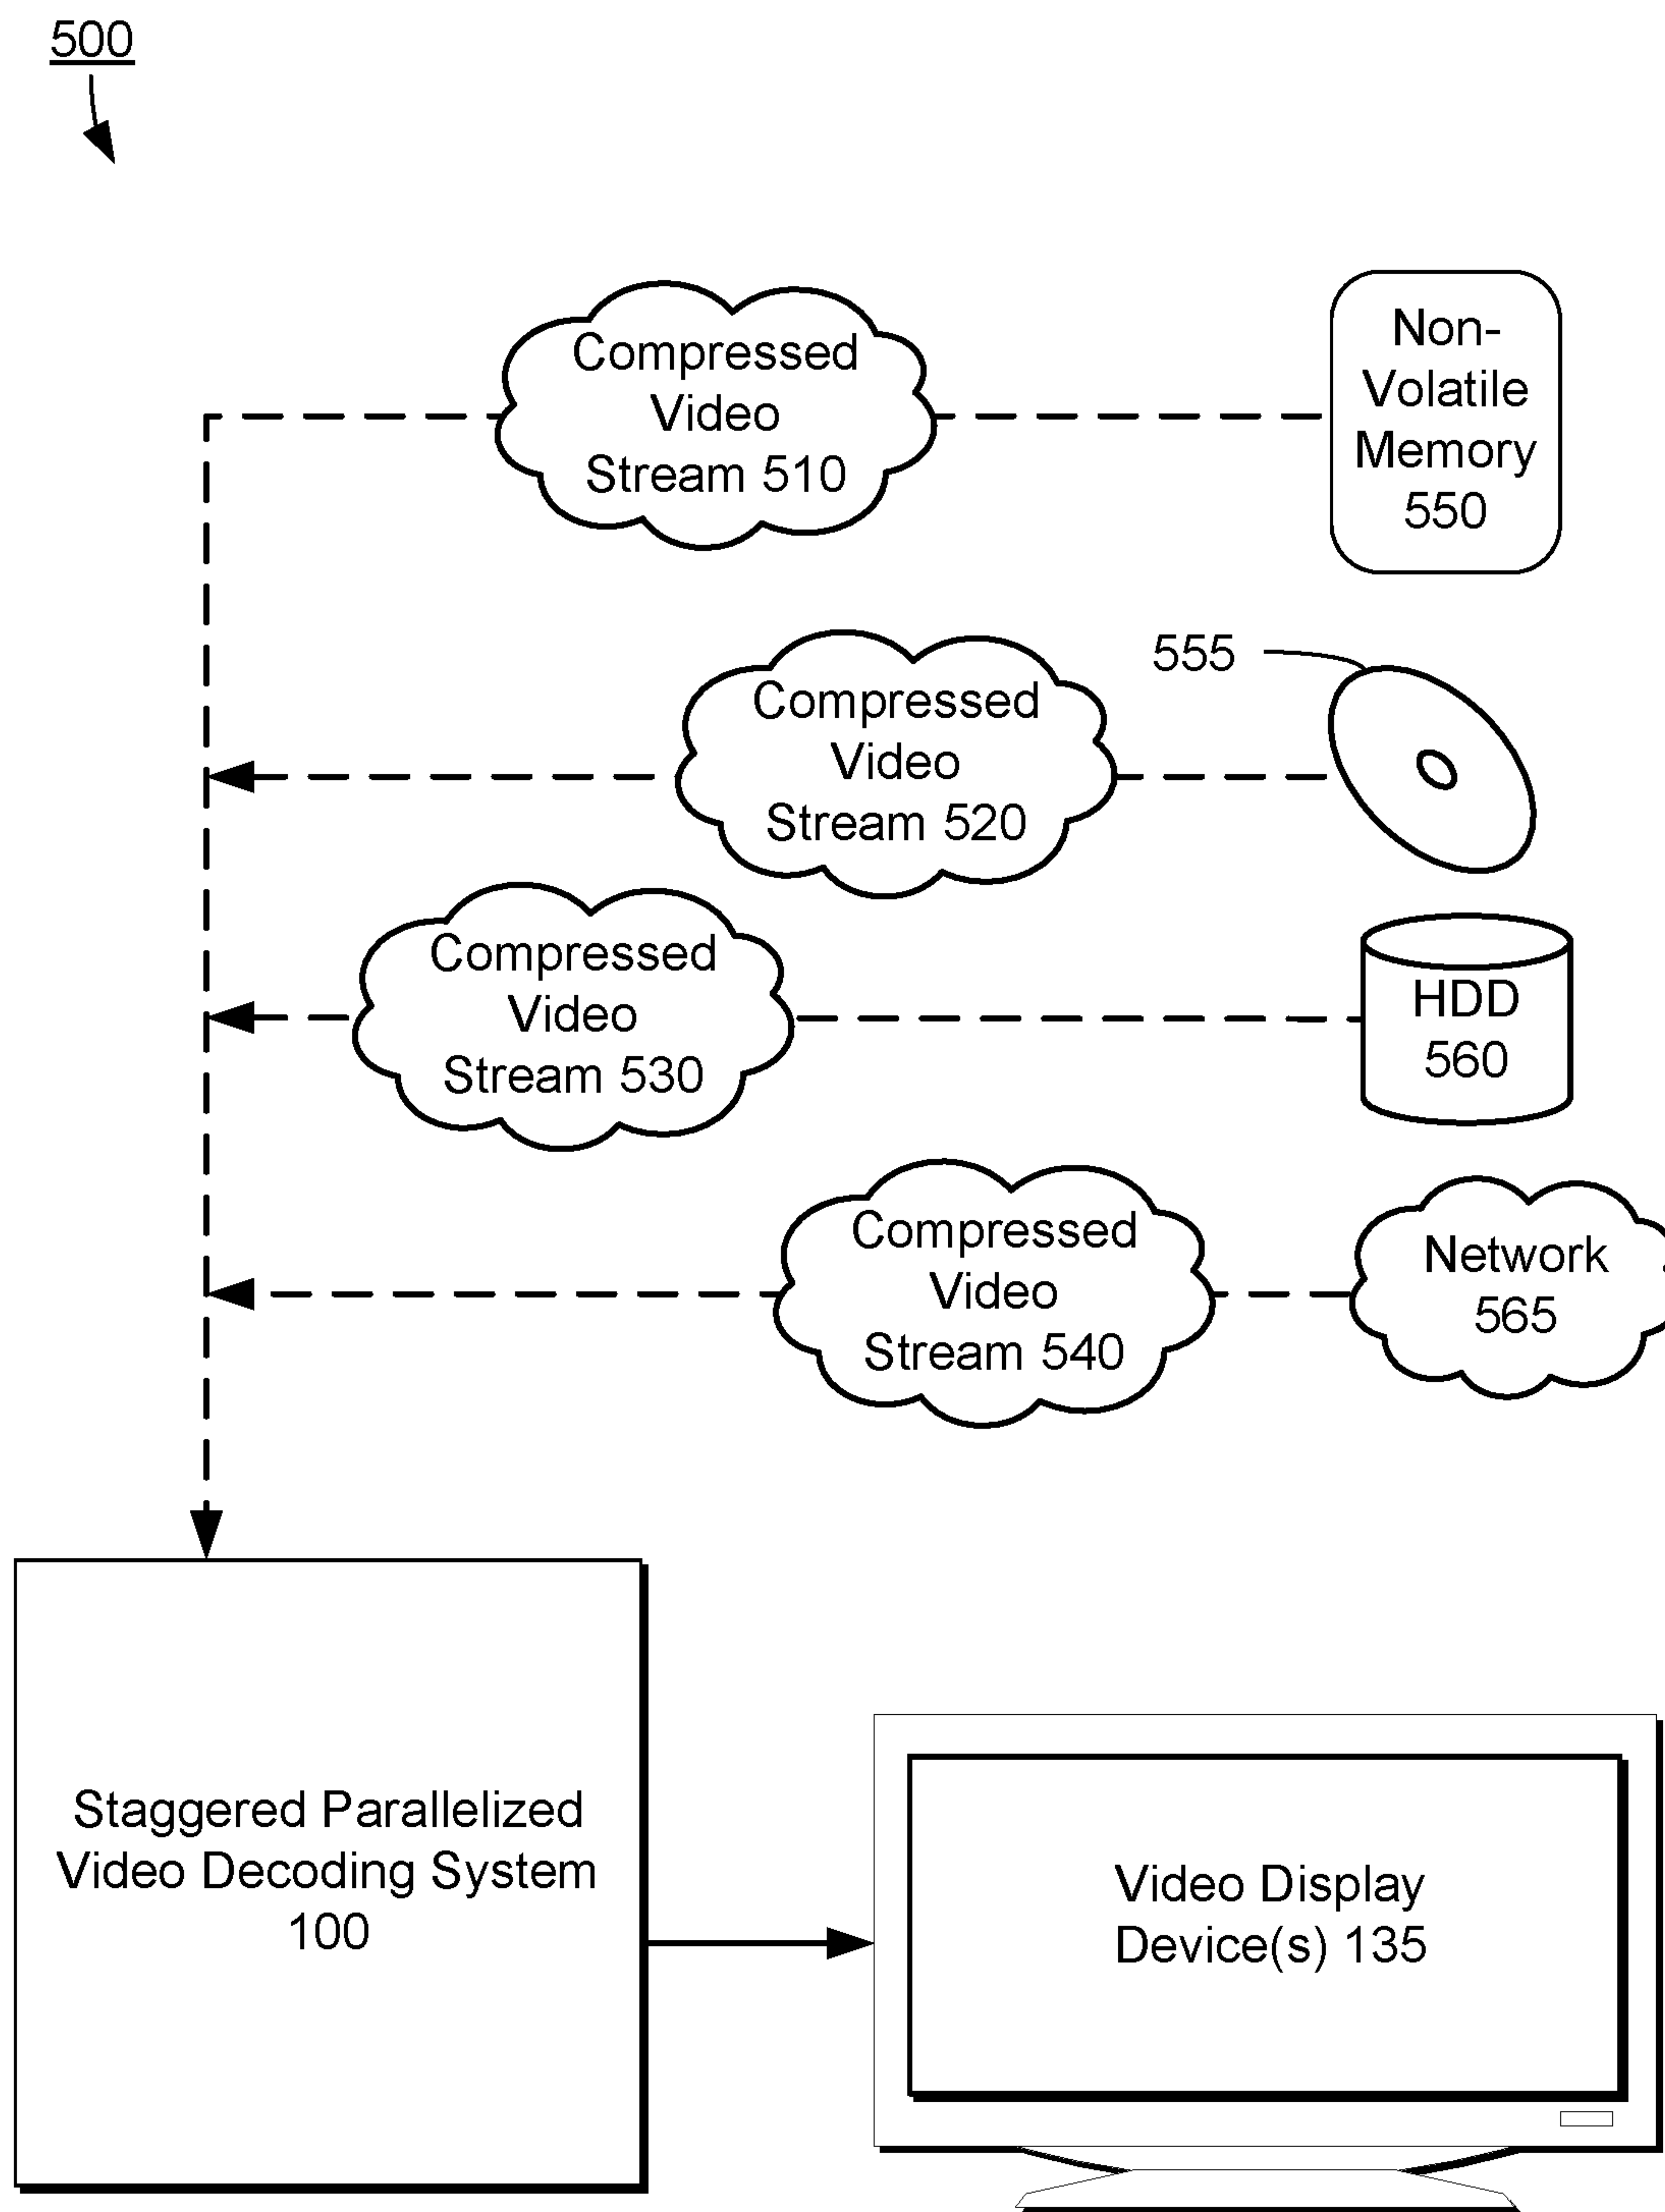 500
Compressed
Video
Stream 510
Non-
Volatile
Memory
550
555
Compressed
Video
Stream 520
Compressed
Video
Stream 530
HDD
560
Compressed
Video
Stream 540
Network
565
Staggered Parallelized
Video Decoding System
100
Video Display
Device(s) 135